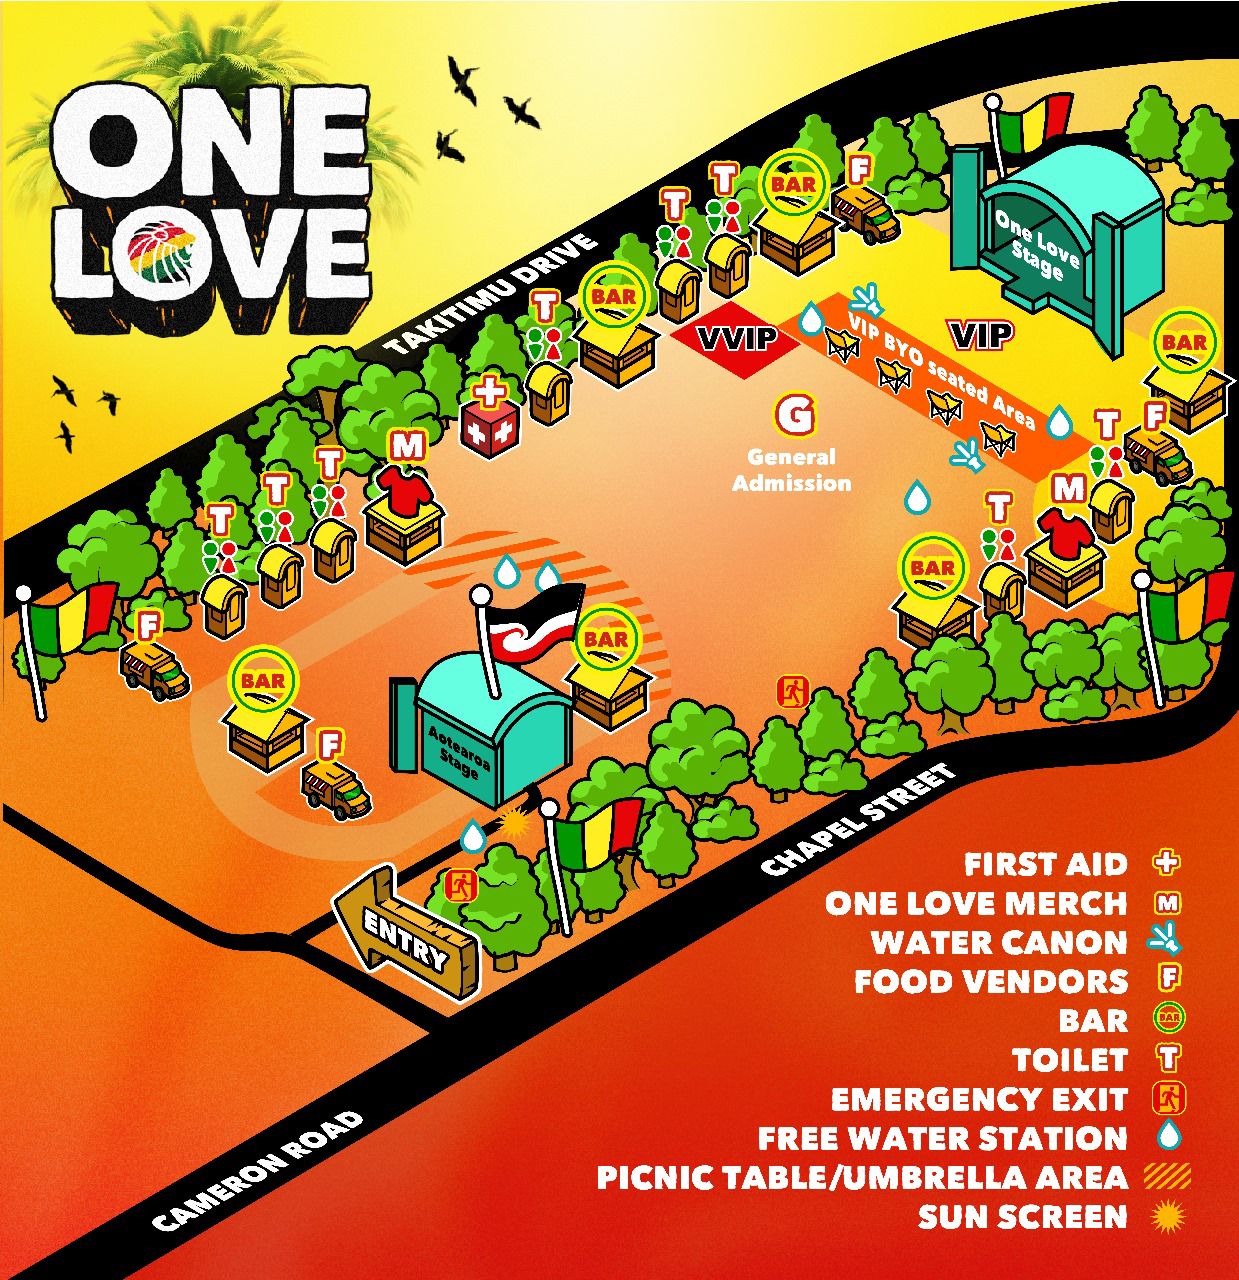 ONE
LOVE
TAKITIMU DRIVE
T
T
BAR
F
One Love
Stage
T
BAR
VVIP
VIP
VIP BYO seated Area
BAR
G
General
Admission
T
F
M
T
T
T
M
T
BAR
F
BAR
BAR
F
Aotearoa
Stage
ENTRY
CHAPEL STREET
CAMERON ROAD
FIRST AID
ONE LOVE MERCH M
WATER CANON
FOOD VENDORS F
BAR BAR
TOILET T
EMERGENCY EXIT
FREE WATER STATION
PICNIC TABLE/UMBRELLA AREA
SUN SCREEN